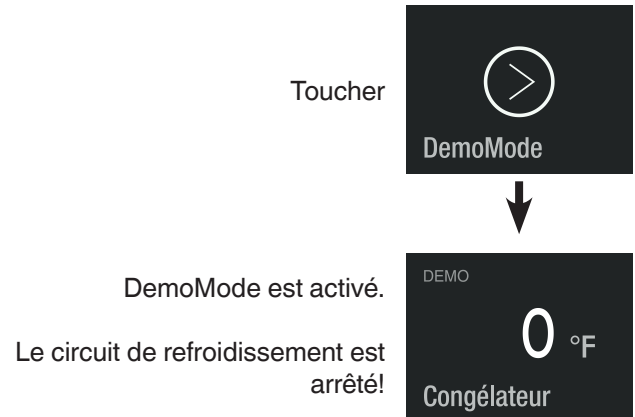 Toucher
DemoMode
DemoMode est activé.
Le circuit de refroidissement est
arrêté!
DEMO
0 °F
Congélateur